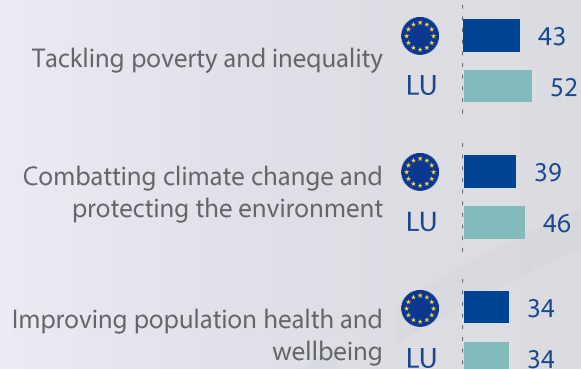 Tackling poverty and inequality
43
LU
52
Combatting climate change and
protecting the environment
39
LU
46
Improving population health and
wellbeing
34
LU
34